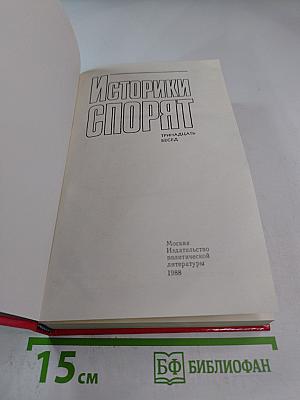 Историки
СПОРЯТ
ТРИНАДЦАТЬ
БЕСЕД
Москва
Издательство
политической
литературы
1988
15 см
БФ БИБЛИОФАН